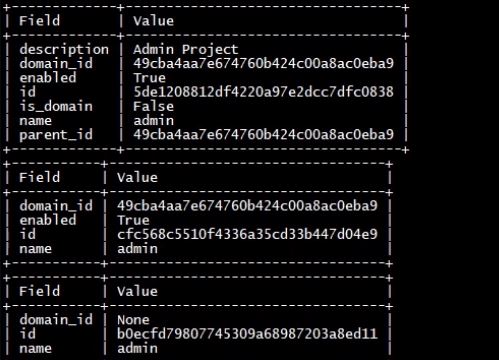 +-------------+----------------------------------+
| Field | Value |
+-------------+----------------------------------+
| description | Admin Project |
| domain_id | 49cba4aa7e674760b424c00a8ac0eba9 |
| enabled | True |
| id | 5de1208812df4220a97e2dcc7dfc0838 |
| is_domain | False |
| name | admin |
| parent_id | 49cba4aa7e674760b424c00a8ac0eba9 |
+-------------+----------------------------------+
+-----------+----------------------------------+
| Field | Value |
+-----------+----------------------------------+
| domain_id | 49cba4aa7e674760b424c00a8ac0eba9 |
| enabled | True |
| id | cfc568c5510f4336a35cd33b447d04e9 |
| name | admin |
+-----------+----------------------------------+
+-----------+----------------------------------+
| Field | Value |
+-----------+----------------------------------+
| domain_id | None |
| id | b0ecfd79807745309a68987203a8ed11 |
| name | admin |